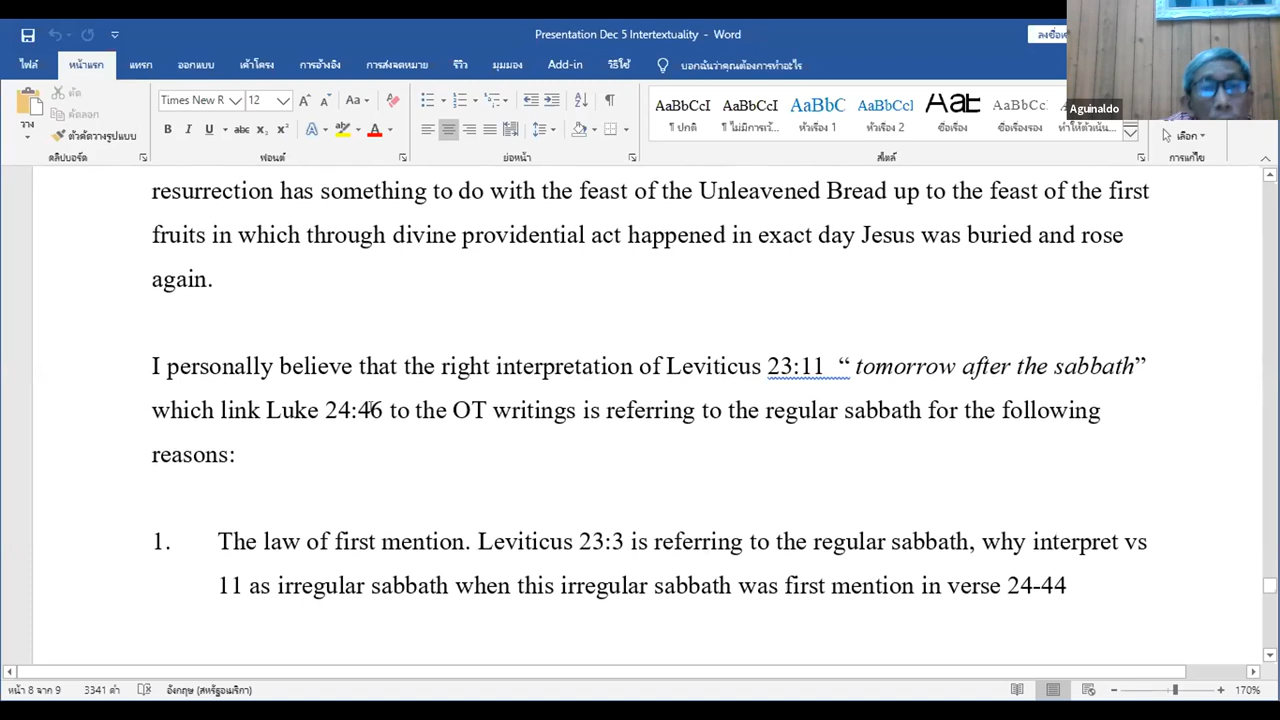 Presentation Dec 5 Intertextuality - Word
ไฟล์ หน้าแรก แทรก ออกแบบ เค้าโครง การอ้างอิง การส่งจดหมาย รีวิว มุมมอง Add-in วิธีใช้ บอกฉันว่าคุณต้องการทำอะไร
Aguinaldo
วาง
ตัด
คัดลอก
ตัวคัดวางรูปแบบ
Times New R 12
AaBbCcI AaBbCcI AaBbC AaBbCcI AaB AaBbCcI
¶ ปกติ ¶ ไม่มีการเว้... หัวเรื่อง 1 หัวเรื่อง 2 ชื่อเรื่อง ชื่อเรื่องรอง ทำให้ตัวเน้น...
เลือก
คลิปบอร์ด ฟอนต์ ย่อหน้า สไตล์ การแก้ไข
resurrection has something to do with the feast of the Unleavened Bread up to the feast of the first
fruits in which through divine providential act happened in exact day Jesus was buried and rose
again.
I personally believe that the right interpretation of Leviticus 23:11 “ tomorrow after the sabbath”
which link Luke 24:46 to the OT writings is referring to the regular sabbath for the following
reasons:
1. The law of first mention. Leviticus 23:3 is referring to the regular sabbath, why interpret vs
11 as irregular sabbath when this irregular sabbath was first mention in verse 24-44
หน้า 8 จาก 9 3341 คำ อังกฤษ (สหรัฐอเมริกา) 170%